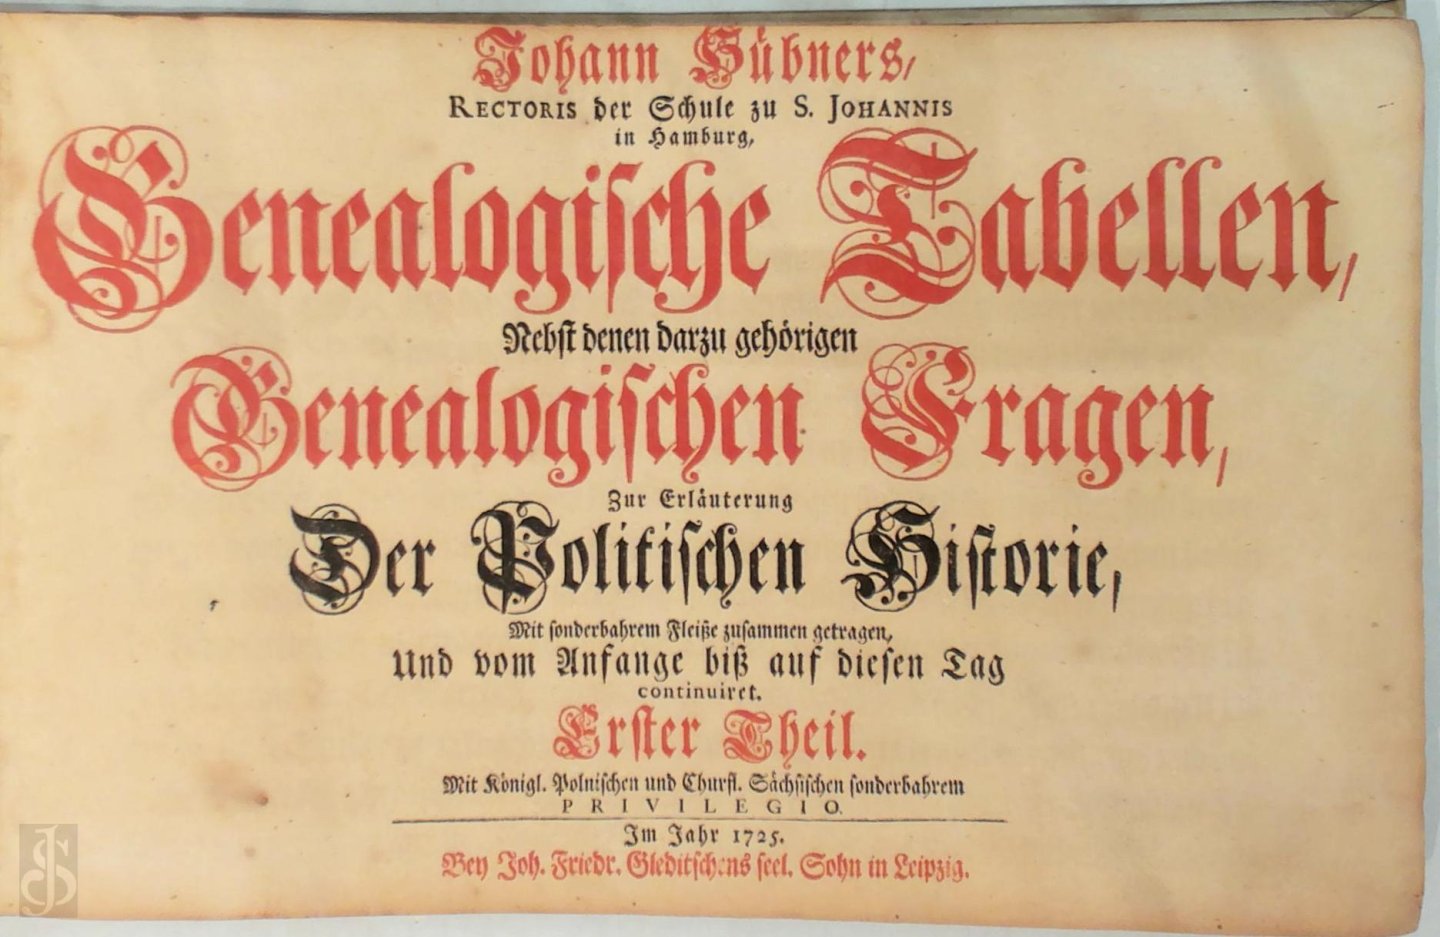 Johann Hübners,
RECTORIS der Schule zu S. JOHANNIS
in Hamburg,
Genealogische Tabellen,
Nebst denen darzu gehörigen
Genealogischen Fragen,
Zur Erläuterung
Der Politischen Historie,
Mit sonderbahrem Fleiße zusammen getragen,
Und vom Anfange biß auf diesen Tag
continuiret.
Erster Theil.
Mit Königl. Polnischen und Churfl. Sächsischen sonderbahrem
PRIVILEGIO.
Im Jahr 1725.
Bey Joh. Friedr. Gleditschens seel. Sohn in Leipzig.
JS